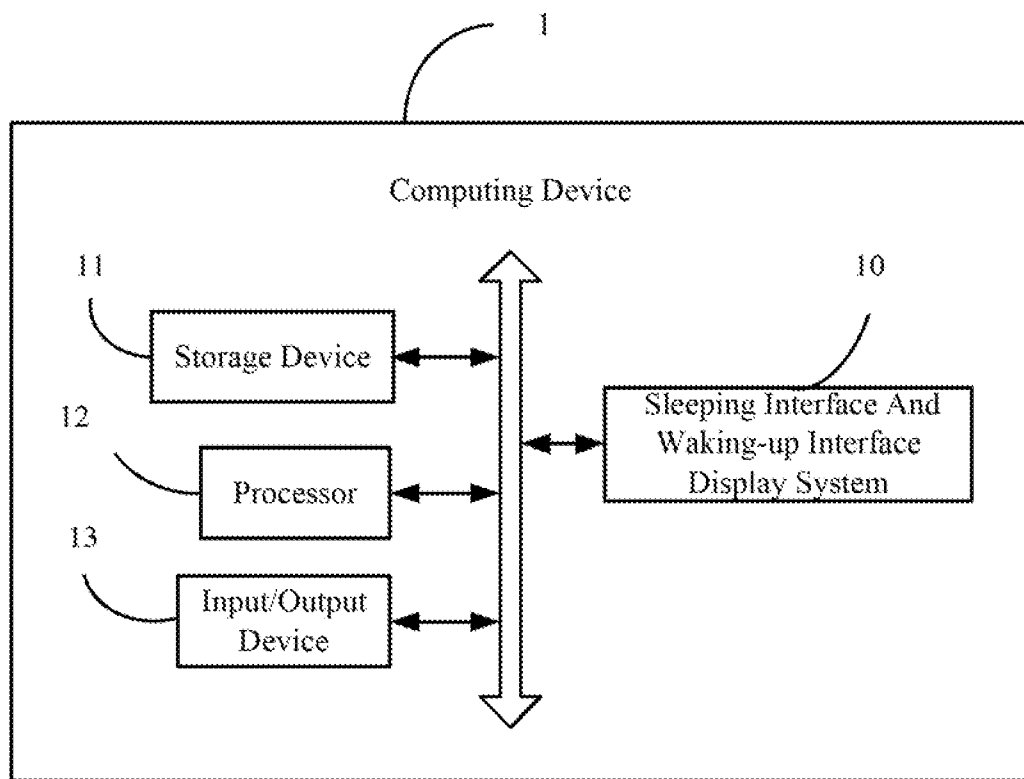 1
Computing Device
11
Storage Device
10
Sleeping Interface And
Waking-up Interface
Display System
12
Processor
13
Input/Output
Device